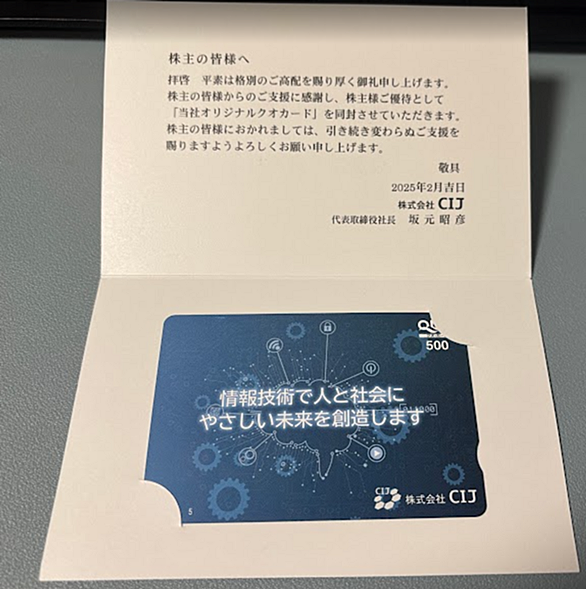 株主の皆様へ
拝啓　平素は格別のご高配を賜り厚く御礼申し上げます。
株主の皆様からのご支援に感謝し、株主様ご優待として
「当社オリジナルクオカード」を同封させていただきます。
株主の皆様におかれましては、引き続き変わらぬご支援を
賜りますようよろしくお願い申し上げます。
敬具
2025年2月吉日
株式会社 CIJ
代表取締役社長　坂元昭彦
500
情報技術で人と社会に
やさしい未来を創造します
CIJ
株式会社 CIJ
5